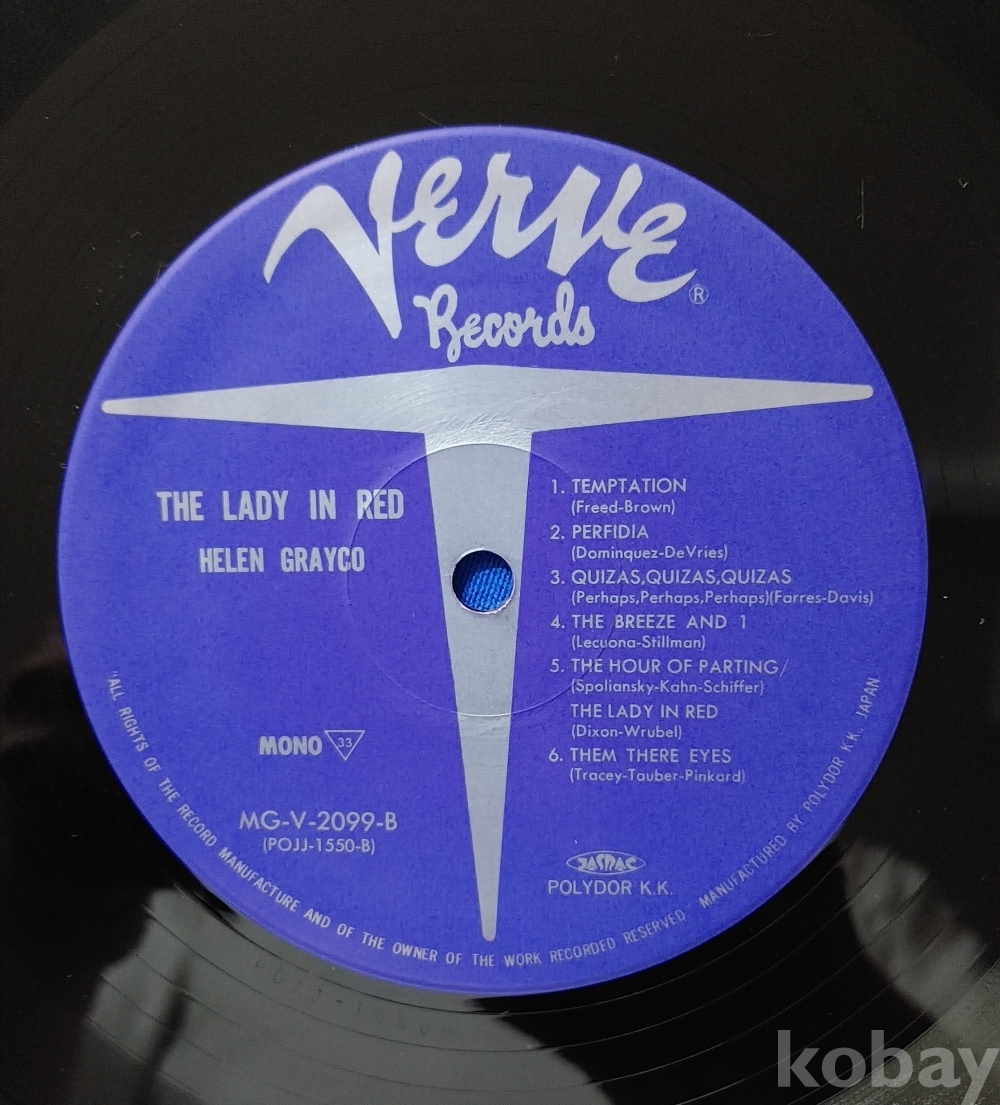 Verve
Records
®
THE LADY IN RED
HELEN GRAYCO
1. TEMPTATION
(Freed-Brown)
2. PERFIDIA
(Dominquez-DeVries)
3. QUIZAS,QUIZAS,QUIZAS
(Perhaps,Perhaps,Perhaps)(Farres-Davis)
4. THE BREEZE AND 1
(Lecuona-Stillman)
5. THE HOUR OF PARTING/
(Spoliansky-Kahn-Schiffer)
THE LADY IN RED
(Dixon-Wrubel)
6. THEM THERE EYES
(Tracey-Tauber-Pinkard)
MONO 33
MG-V-2099-B
(POJJ-1550-B)
JASRAC
POLYDOR K.K.
"ALL RIGHTS OF THE RECORD MANUFACTURE AND OF THE OWNER OF THE WORK RECORDED RESERVED. MANUFACTURED BY POLYDOR K.K. JAPAN
kobay